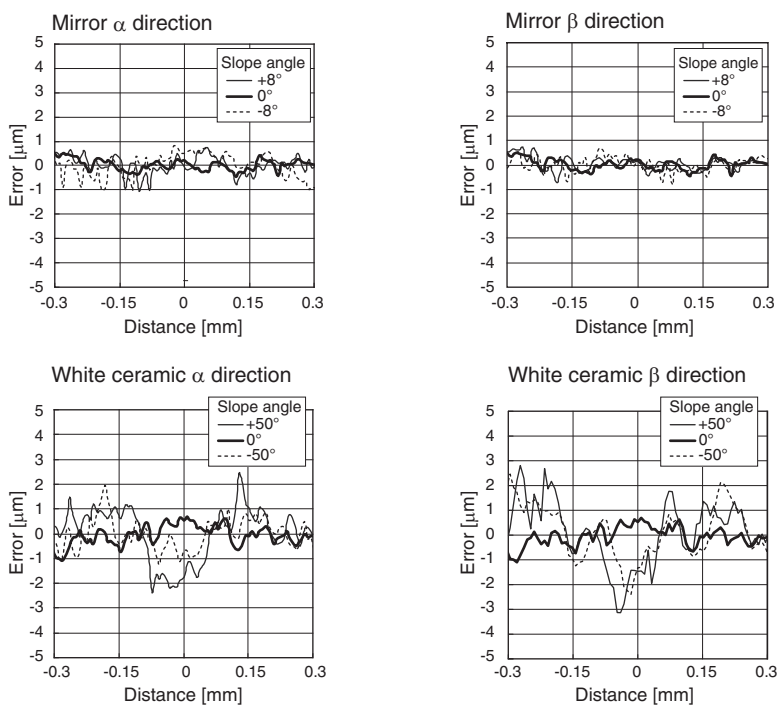 Mirror α direction
Error [μm]
5
4
3
2
1
0
-1
-2
-3
-4
-5
Slope angle
+8°
0°
-8°
-0.3 -0.15 0 0.15 0.3
Distance [mm]
Mirror β direction
Error [μm]
5
4
3
2
1
0
-1
-2
-3
-4
-5
Slope angle
+8°
0°
-8°
-0.3 -0.15 0 0.15 0.3
Distance [mm]
White ceramic α direction
Error [μm]
5
4
3
2
1
0
-1
-2
-3
-4
-5
Slope angle
+50°
0°
-50°
-0.3 -0.15 0 0.15 0.3
Distance [mm]
White ceramic β direction
Error [μm]
5
4
3
2
1
0
-1
-2
-3
-4
-5
Slope angle
+50°
0°
-50°
-0.3 -0.15 0 0.15 0.3
Distance [mm]